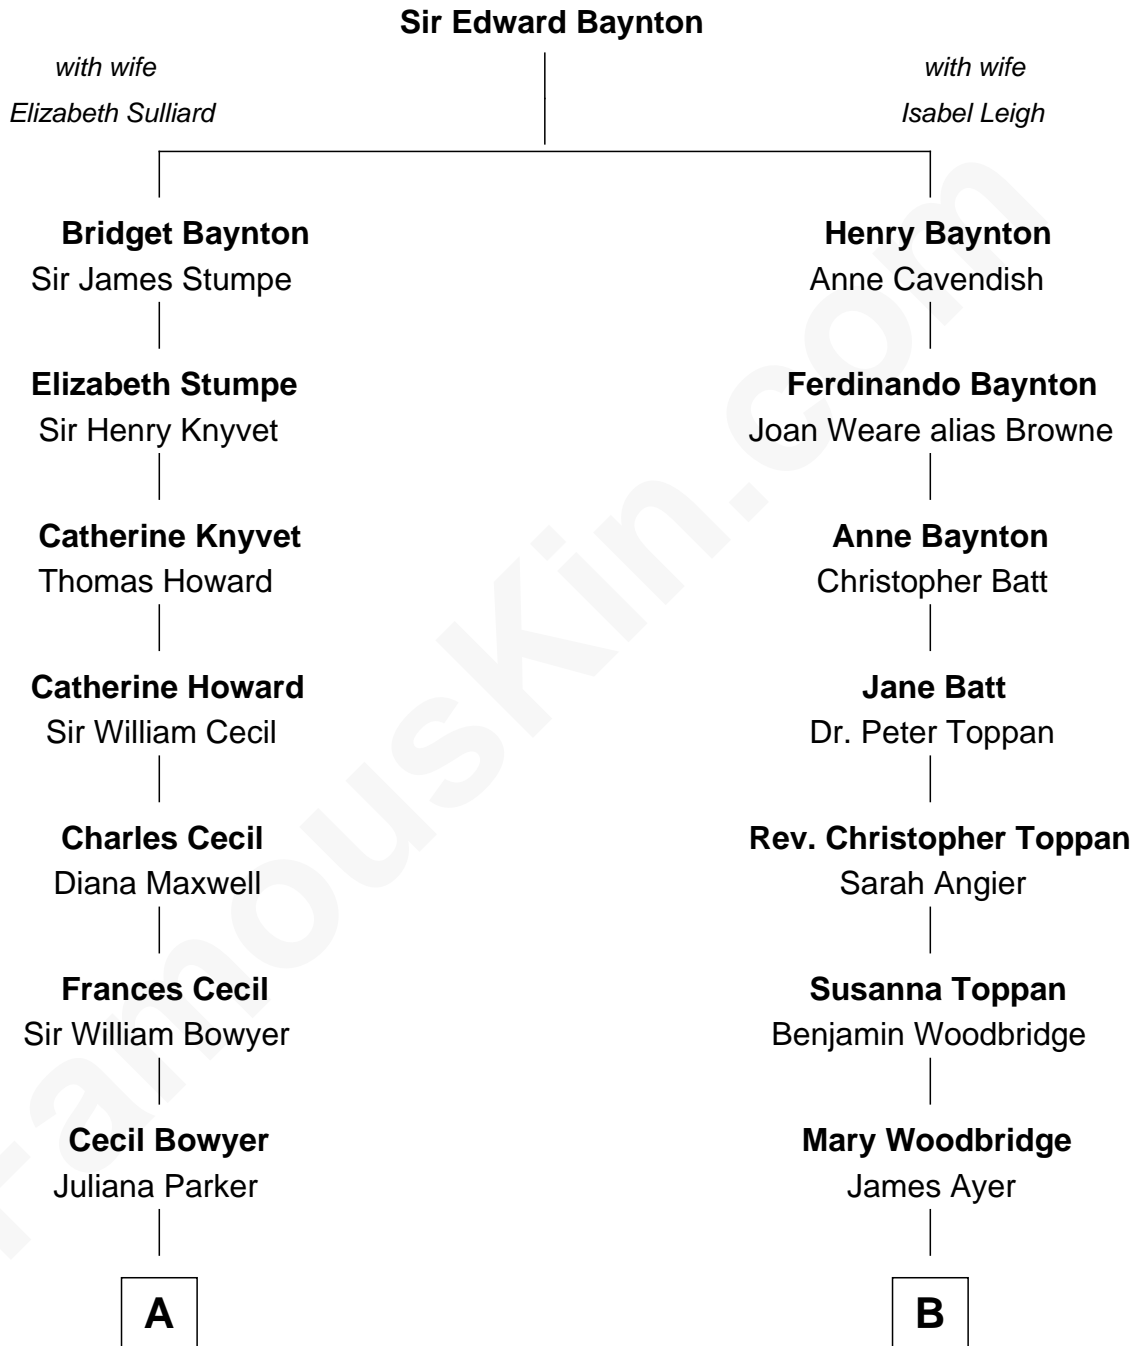 Sir Edward Baynton
with wife
Elizabeth Sulliard
with wife
Isabel Leigh
Bridget Baynton
Sir James Stumpe
Henry Baynton
Anne Cavendish
Elizabeth Stumpe
Sir Henry Knyvet
Ferdinando Baynton
Joan Weare alias Browne
Catherine Knyvet
Thomas Howard
Anne Baynton
Christopher Batt
Catherine Howard
Sir William Cecil
Jane Batt
Dr. Peter Toppan
Charles Cecil
Diana Maxwell
Rev. Christopher Toppan
Sarah Angier
Frances Cecil
Sir William Bowyer
Susanna Toppan
Benjamin Woodbridge
Cecil Bowyer
Juliana Parker
Mary Woodbridge
James Ayer
A
B
FamousKin.com